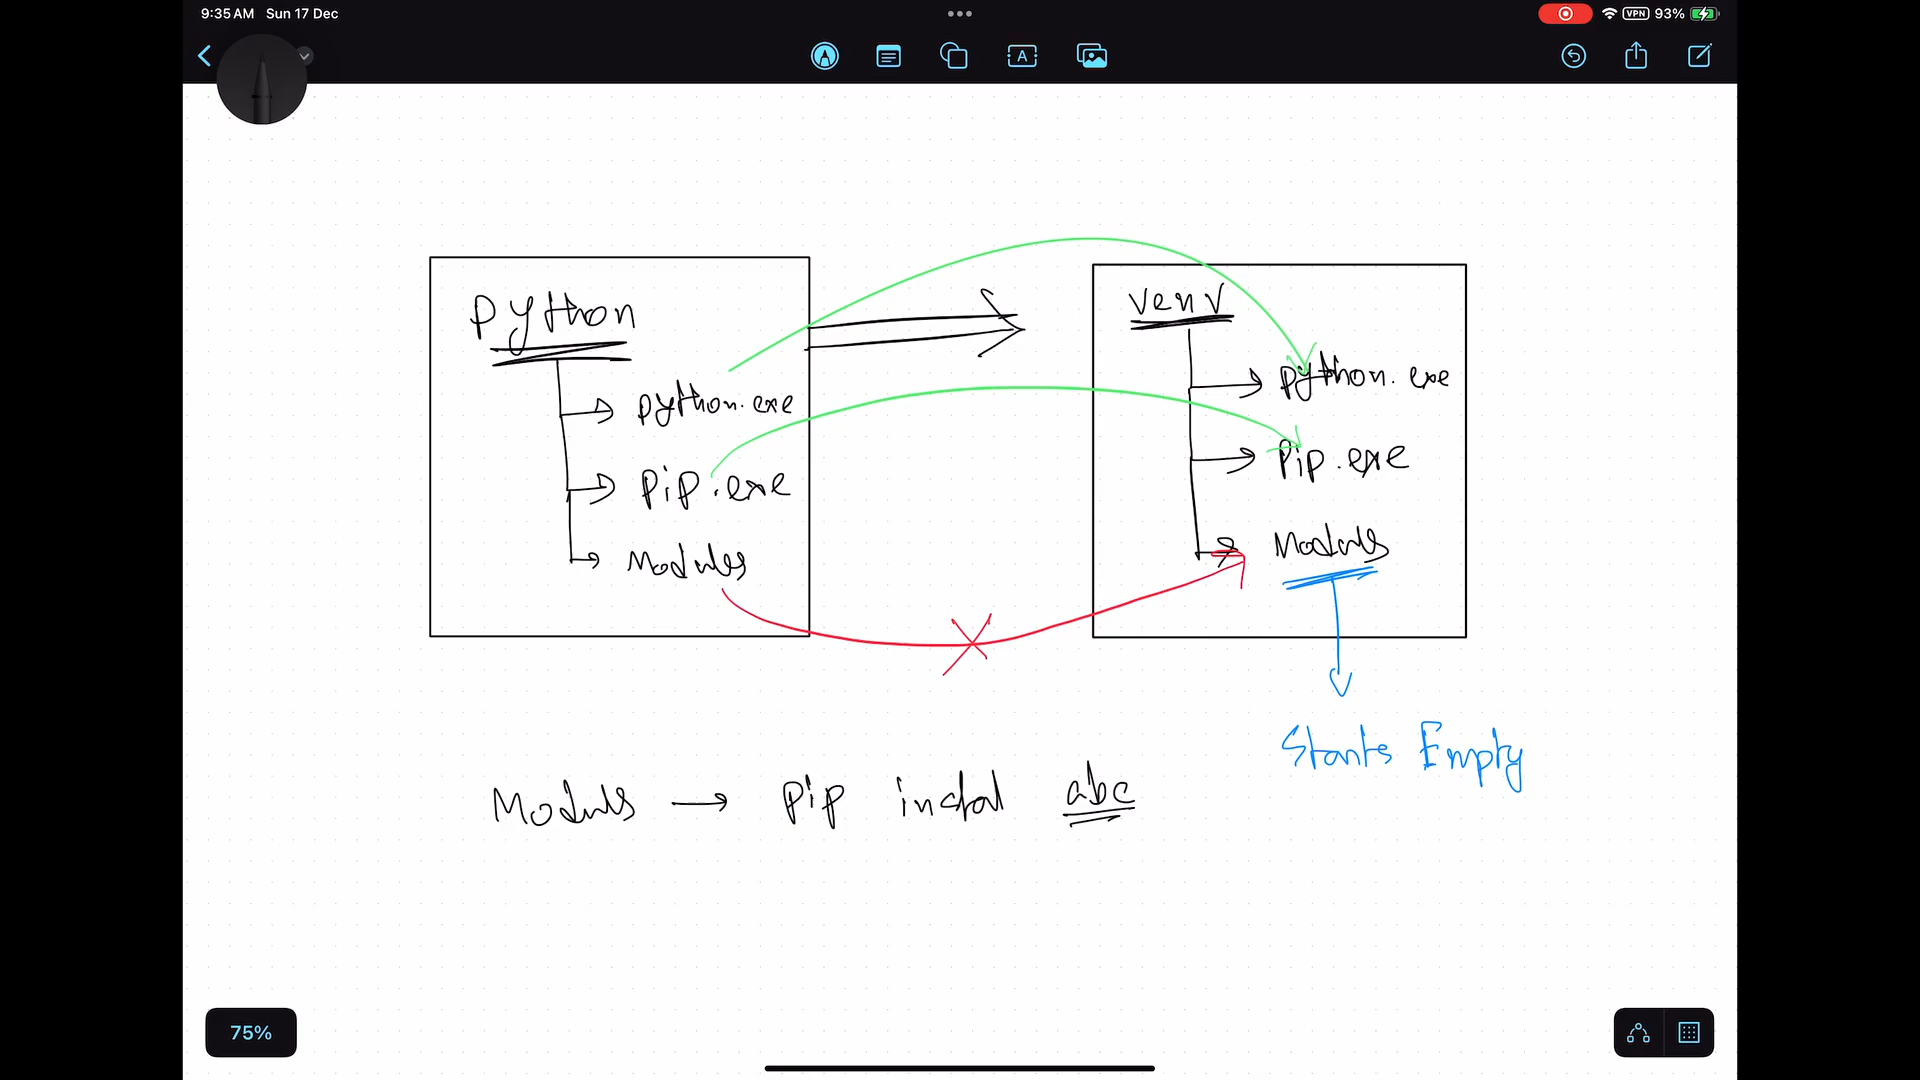 9:35 AM Sun 17 Dec
VPN 93%
A
python
venv
python.exe
python.exe
pip.exe
pip.exe
Modules
Modules
Starts Empty
Modules → pip install abc
75%